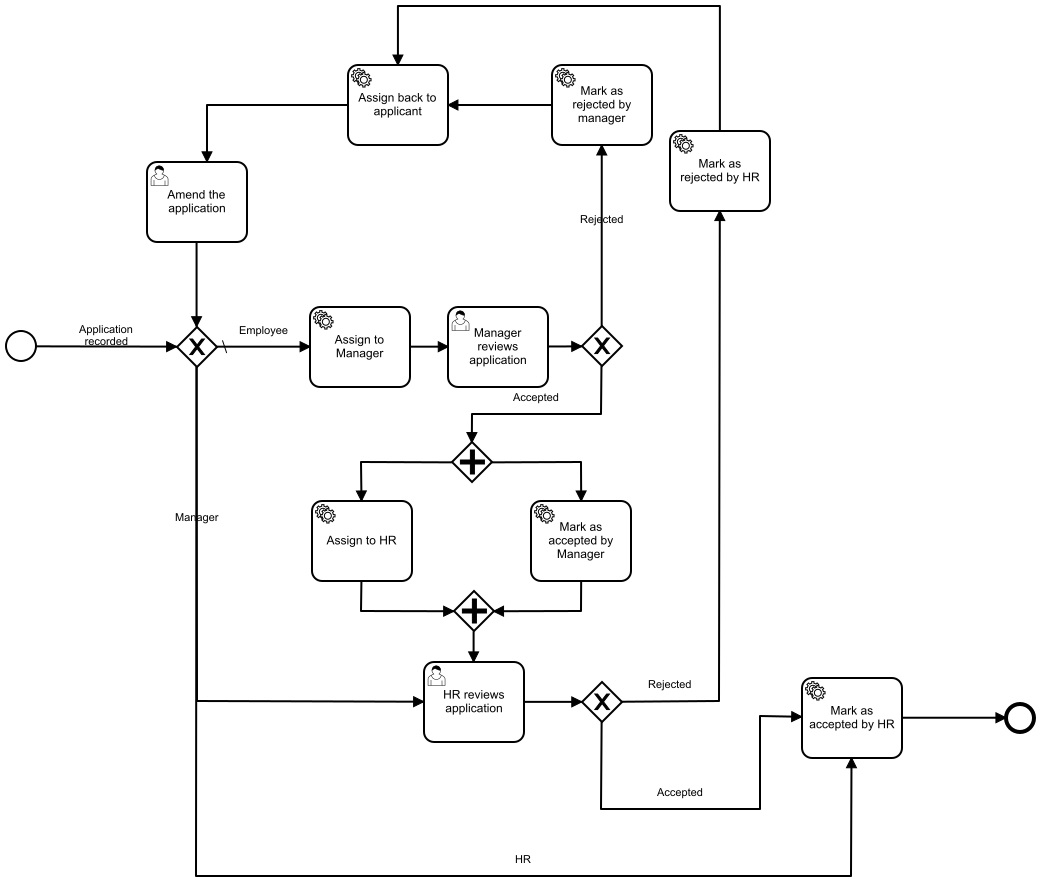 Assign back to
applicant
Mark as
rejected by
manager
Mark as
rejected by HR
Amend the
application
Rejected
Application
recorded
Employee
Assign to
Manager
Manager
reviews
application
Accepted
Manager
Assign to HR
Mark as
accepted by
Manager
HR reviews
application
Rejected
Mark as
accepted by HR
Accepted
HR